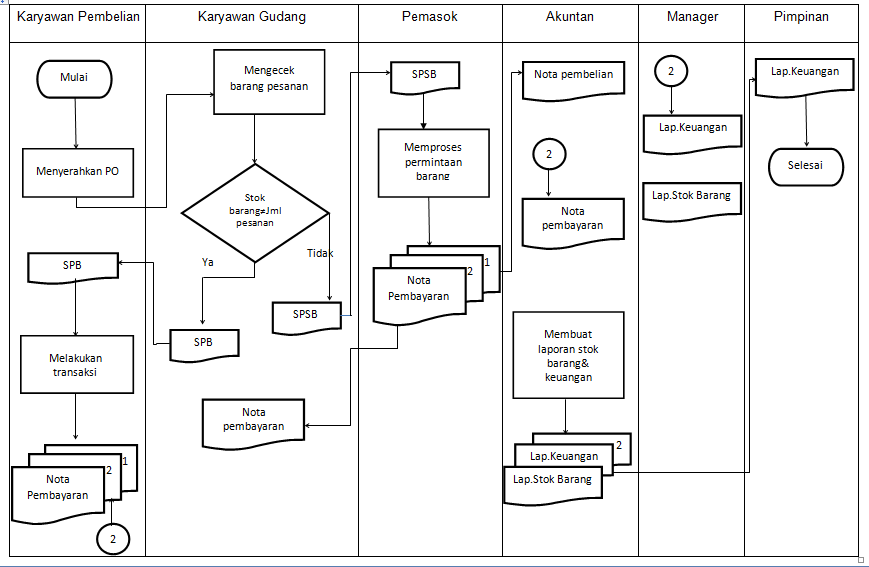 Karyawan Pembelian
Karyawan Gudang
Pemasok
Akuntan
Manager
Pimpinan
Mulai
Menyerahkan PO
SPB
Melakukan
transaksi
1
2
Nota
Pembayaran
2
Mengecek
barang pesanan
Stok
barang≠Jml
pesanan
Ya
Tidak
SPB
SPSB
Nota
pembayaran
SPSB
Memproses
permintaan
barang
1
2
Nota
Pembayaran
Nota pembelian
2
Nota
pembayaran
Membuat
laporan stok
barang&
keuangan
2
Lap.Keuangan
Lap.Stok Barang
2
Lap.Keuangan
Lap.Stok Barang
Lap.Keuangan
Selesai